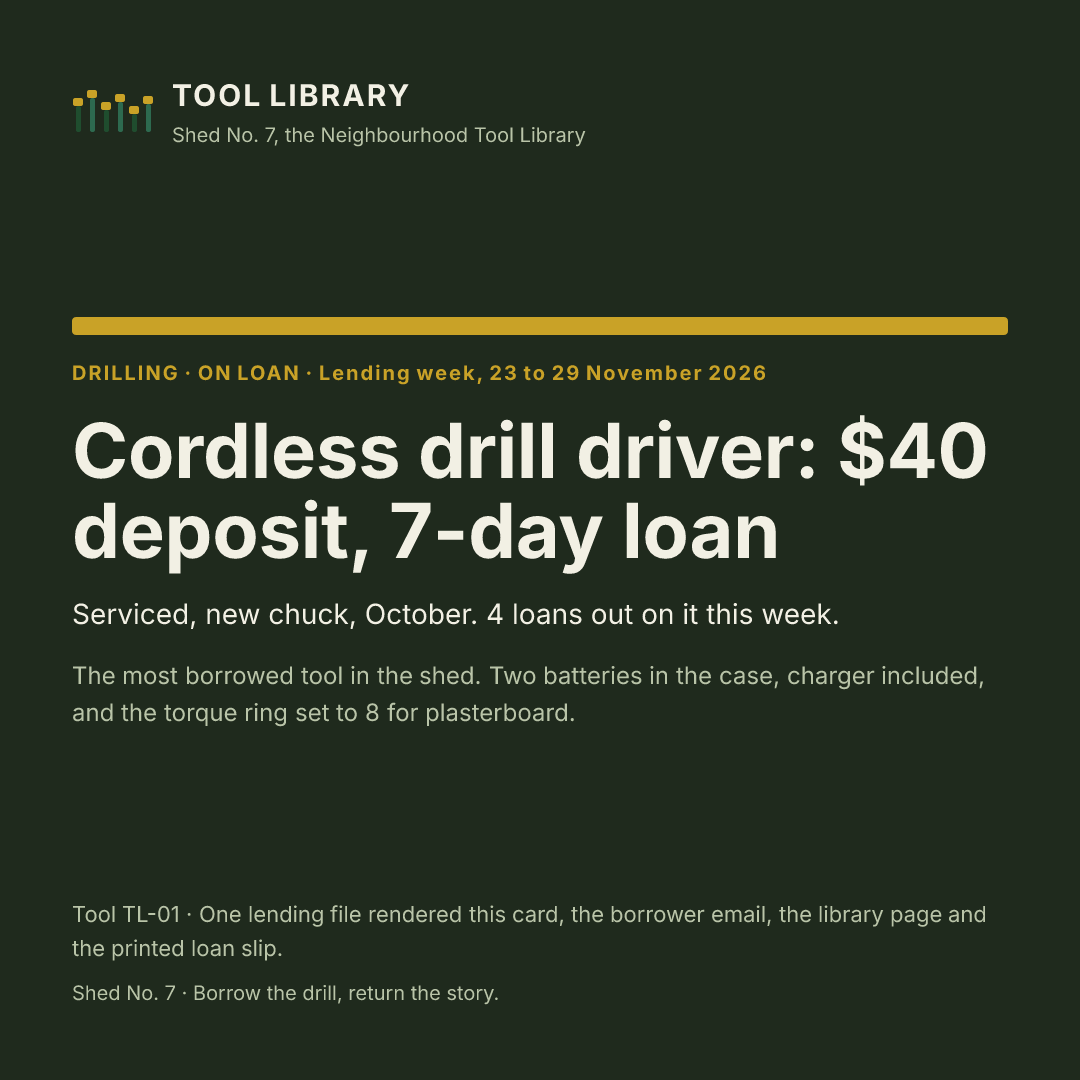 TOOL LIBRARY
Shed No. 7, the Neighbourhood Tool Library
DRILLING · ON LOAN · Lending week, 23 to 29 November 2026
Cordless drill driver: $40
deposit, 7-day loan
Serviced, new chuck, October. 4 loans out on it this week.
The most borrowed tool in the shed. Two batteries in the case, charger included,
and the torque ring set to 8 for plasterboard.
Tool TL-01 · One lending file rendered this card, the borrower email, the library page and
the printed loan slip.
Shed No. 7 · Borrow the drill, return the story.